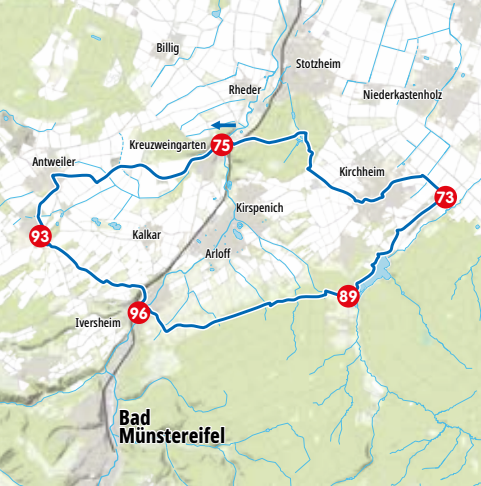 Billig
Stotzheim
Rheder
Niederkastenholz
Kreuzweingarten
75
Antweiler
Kirchheim
73
Kirspenich
93
Kalkar
Arloff
89
96
Iversheim
Bad
Münstereifel